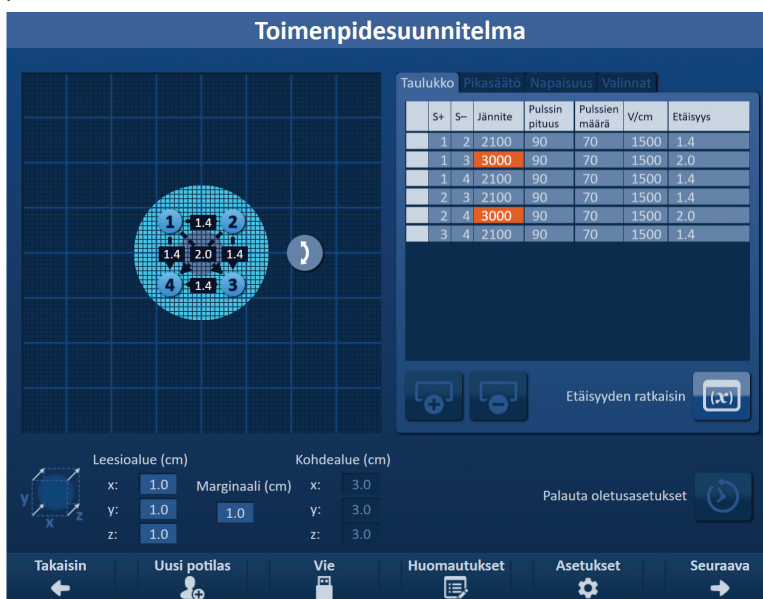 Toimenpidesuunnitelma
Taulukko Pikasäätö Napaisuus Valinnat
S+ S– Jännite Pulssin pituus Pulssien määrä V/cm Etäisyys
1 2 2100 90 70 1500 1.4
1 3 3000 90 70 1500 2.0
1 4 2100 90 70 1500 1.4
2 3 2100 90 70 1500 1.4
2 4 3000 90 70 1500 2.0
3 4 2100 90 70 1500 1.4
1 1.4 2
1.4 2.0 1.4
4 1.4 3
Etäisyyden ratkaisin (x)
Leesioalue (cm) Kohdealue (cm)
x: 1.0 Marginaali (cm) x: 3.0
y: 1.0 1.0 y: 3.0
z: 1.0 z: 3.0
y x z
Palauta oletusasetukset
Takaisin Uusi potilas Vie Huomautukset Asetukset Seuraava